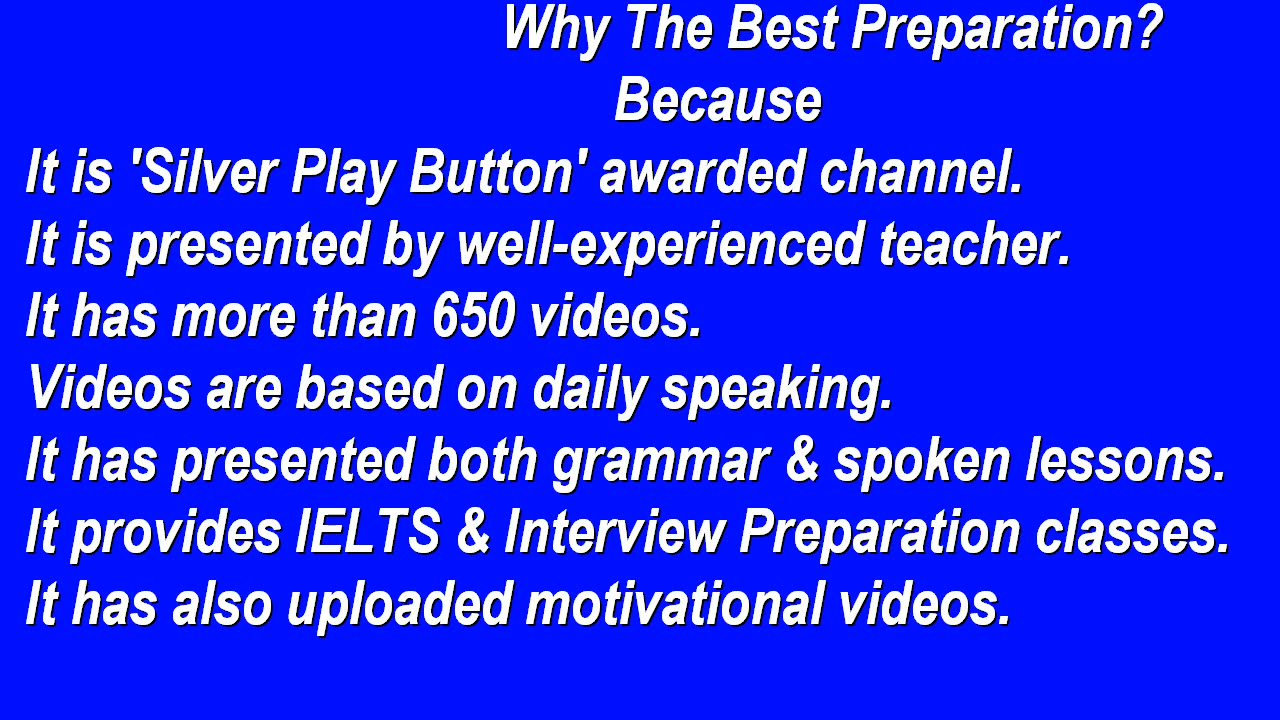 Why The Best Preparation?
Because
It is 'Silver Play Button' awarded channel.
It is presented by well-experienced teacher.
It has more than 650 videos.
Videos are based on daily speaking.
It has presented both grammar & spoken lessons.
It provides IELTS & Interview Preparation classes.
It has also uploaded motivational videos.